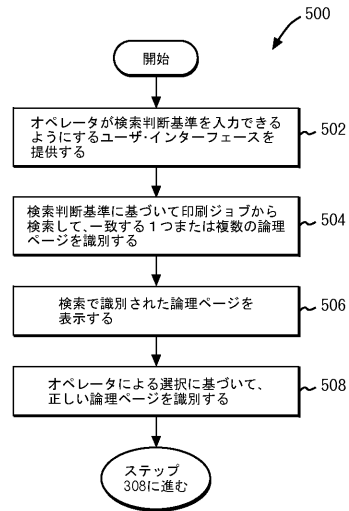 500
開始
オペレータが検索判断基準を入力できる
ようにするユーザ・インターフェースを
提供する
502
検索判断基準に基づいて印刷ジョブから
検索して、一致する1つまたは複数の論理
ページを識別する
504
検索で識別された論理ページを
表示する
506
オペレータによる選択に基づいて、
正しい論理ページを識別する
508
ステップ
308に進む